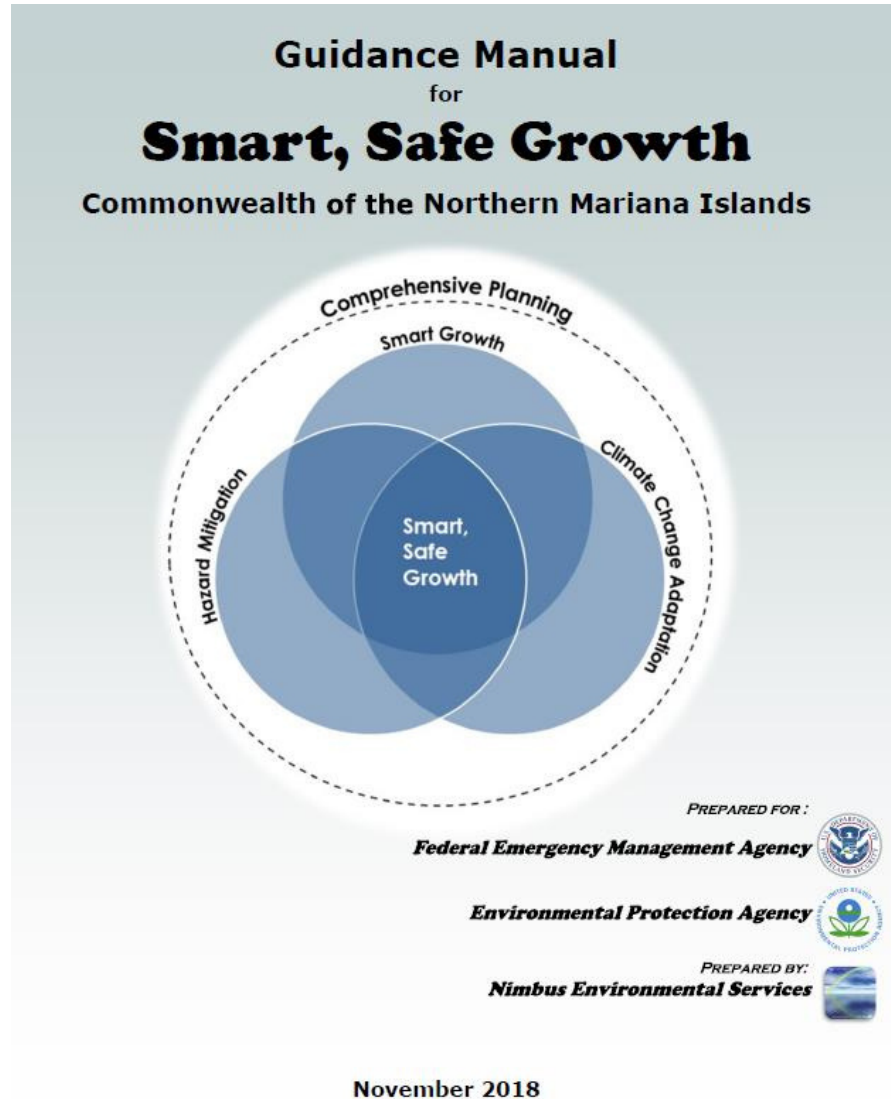 Guidance Manual
for
Smart, Safe Growth
Commonwealth of the Northern Mariana Islands
Comprehensive Planning
Smart Growth
Hazard Mitigation
Climate Change Adaptation
Smart,
Safe
Growth
PREPARED FOR :
Federal Emergency Management Agency
Environmental Protection Agency
PREPARED BY:
Nimbus Environmental Services
November 2018